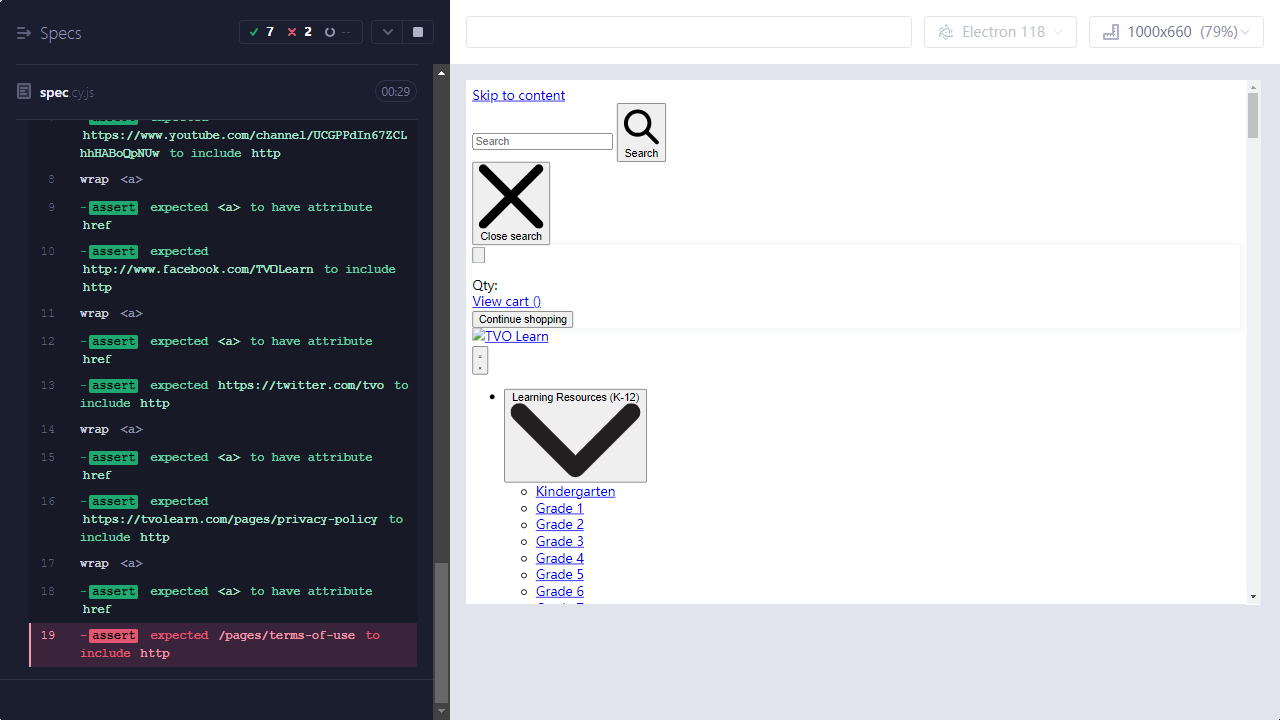 Specs
7
2
--
Electron 118
1000x660 (79%)
spec.cy.js
00:29
https://www.youtube.com/channel/UCGPPdIn67ZCL
hhHABoQpNUw to include http
8 wrap <a>
9 -assert expected <a> to have attribute
href
10 -assert expected
http://www.facebook.com/TVOLearn to include
http
11 wrap <a>
12 -assert expected <a> to have attribute
href
13 -assert expected https://twitter.com/tvo to
include http
14 wrap <a>
15 -assert expected <a> to have attribute
href
16 -assert expected
https://tvolearn.com/pages/privacy-policy to
include http
17 wrap <a>
18 -assert expected <a> to have attribute
href
19 -assert expected /pages/terms-of-use to
include http
Skip to content
Search
Search
Close search
Qty:
View cart ()
Continue shopping
TVO Learn
Learning Resources (K-12)
Kindergarten
Grade 1
Grade 2
Grade 3
Grade 4
Grade 5
Grade 6